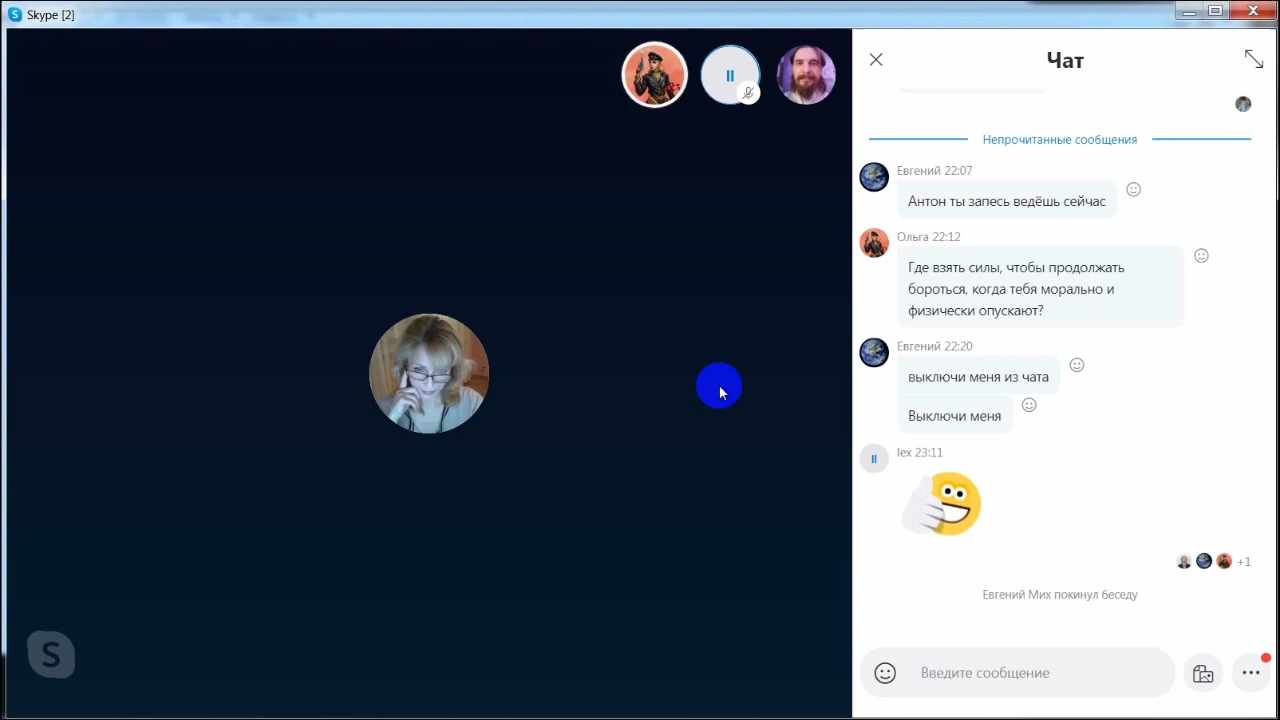 Skype [2]
Чат
Непрочитанные сообщения
Евгений 22:07
Антон ты запесь ведёшь сейчас
Ольга 22:12
Где взять силы, чтобы продолжать
бороться, когда тебя морально и
физически опускают?
Евгений 22:20
выключи меня из чата
Выключи меня
lex 23:11
+1
Евгений Мих покинул беседу
Введите сообщение